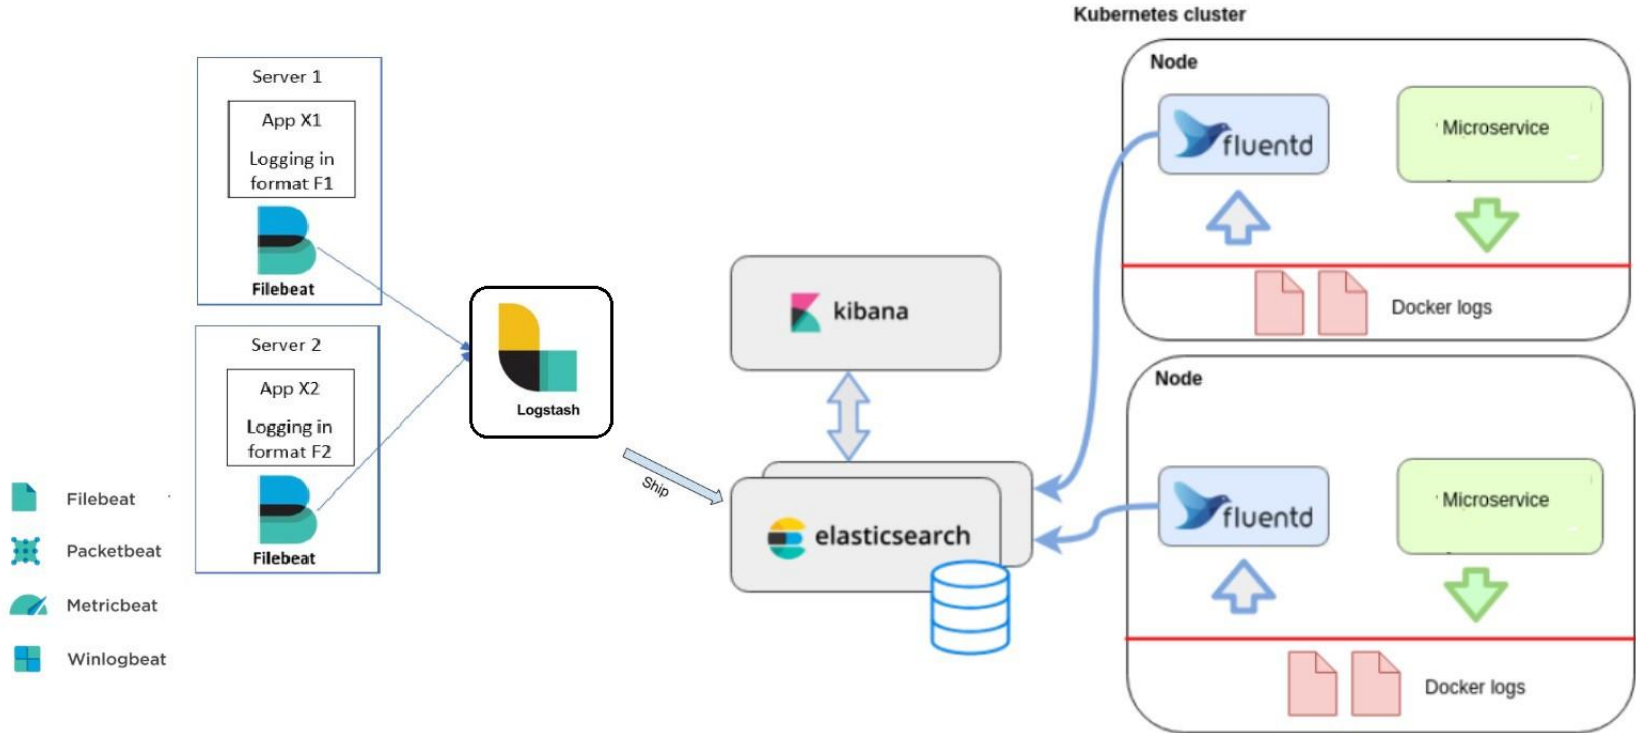 Kubernetes cluster
Server 1
App X1
Logging in
format F1
Filebeat
Server 2
App X2
Logging in
format F2
Filebeat
Filebeat
Packetbeat
Metricbeat
Winlogbeat
Logstash
Ship
kibana
elasticsearch
Node
fluentd
Microservice
Docker logs
Node
fluentd
Microservice
Docker logs